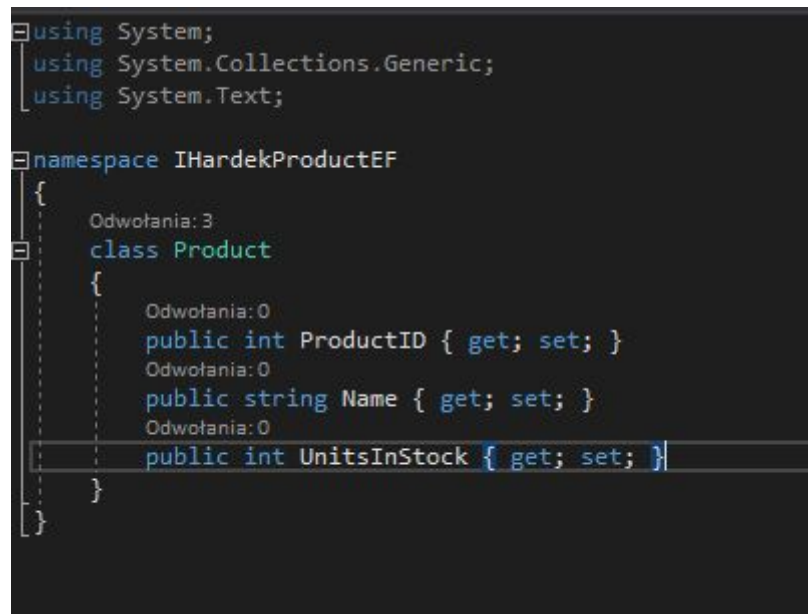 using System;
using System.Collections.Generic;
using System.Text;
namespace IHardekProductEF
{
Odwołania: 3
class Product
{
Odwołania: 0
public int ProductID { get; set; }
Odwołania: 0
public string Name { get; set; }
Odwołania: 0
public int UnitsInStock { get; set; }
}
}